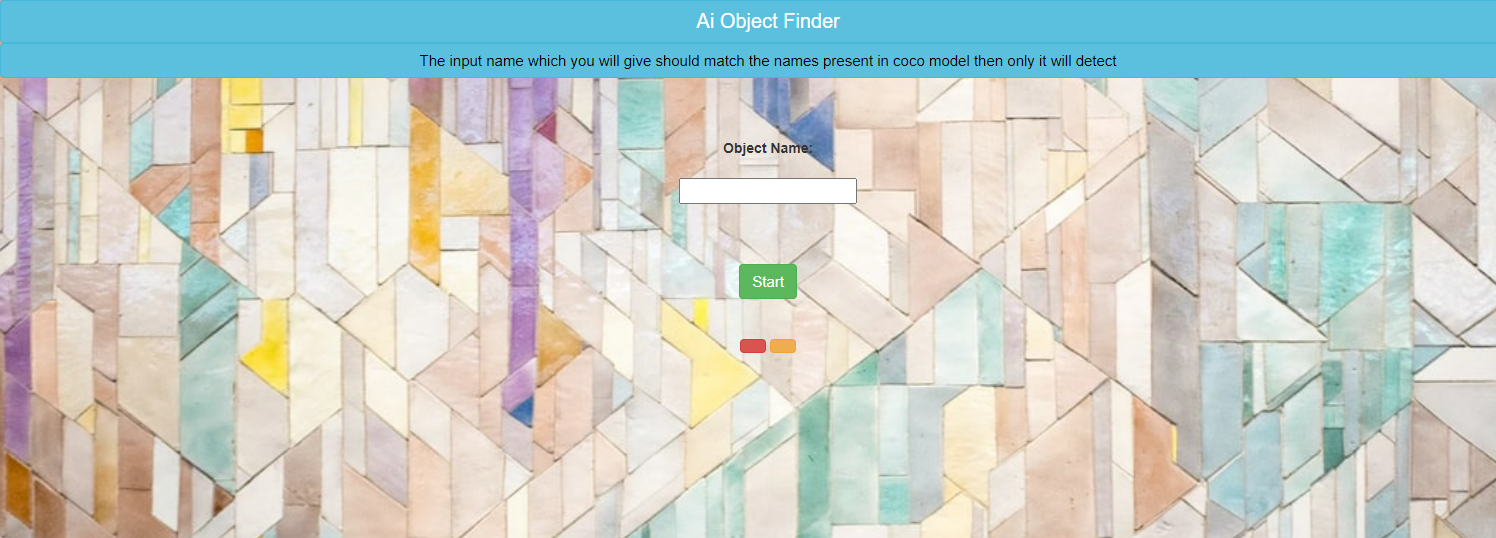 Ai Object Finder
The input name which you will give should match the names present in coco model then only it will detect
Object Name:
Start